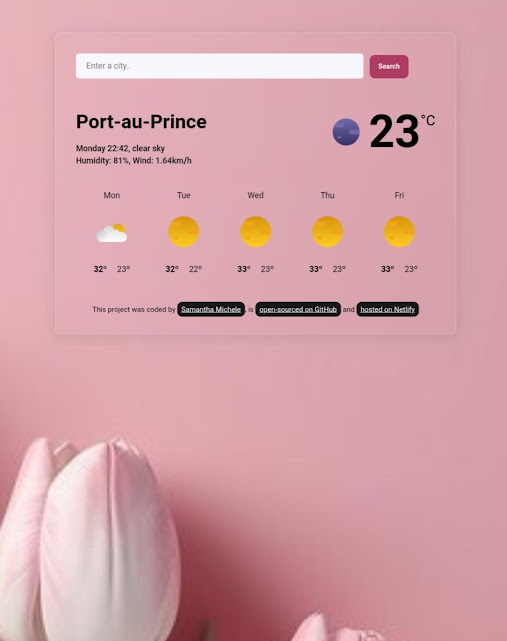 Enter a city..
Search
Port-au-Prince
23°C
Monday 22:42, clear sky
Humidity: 81%, Wind: 1.64km/h
Mon Tue Wed Thu Fri
32° 23° 32° 22° 33° 23° 33° 23° 33° 23°
This project was coded by Samantha Michele, is open-sourced on GitHub and hosted on Netlify